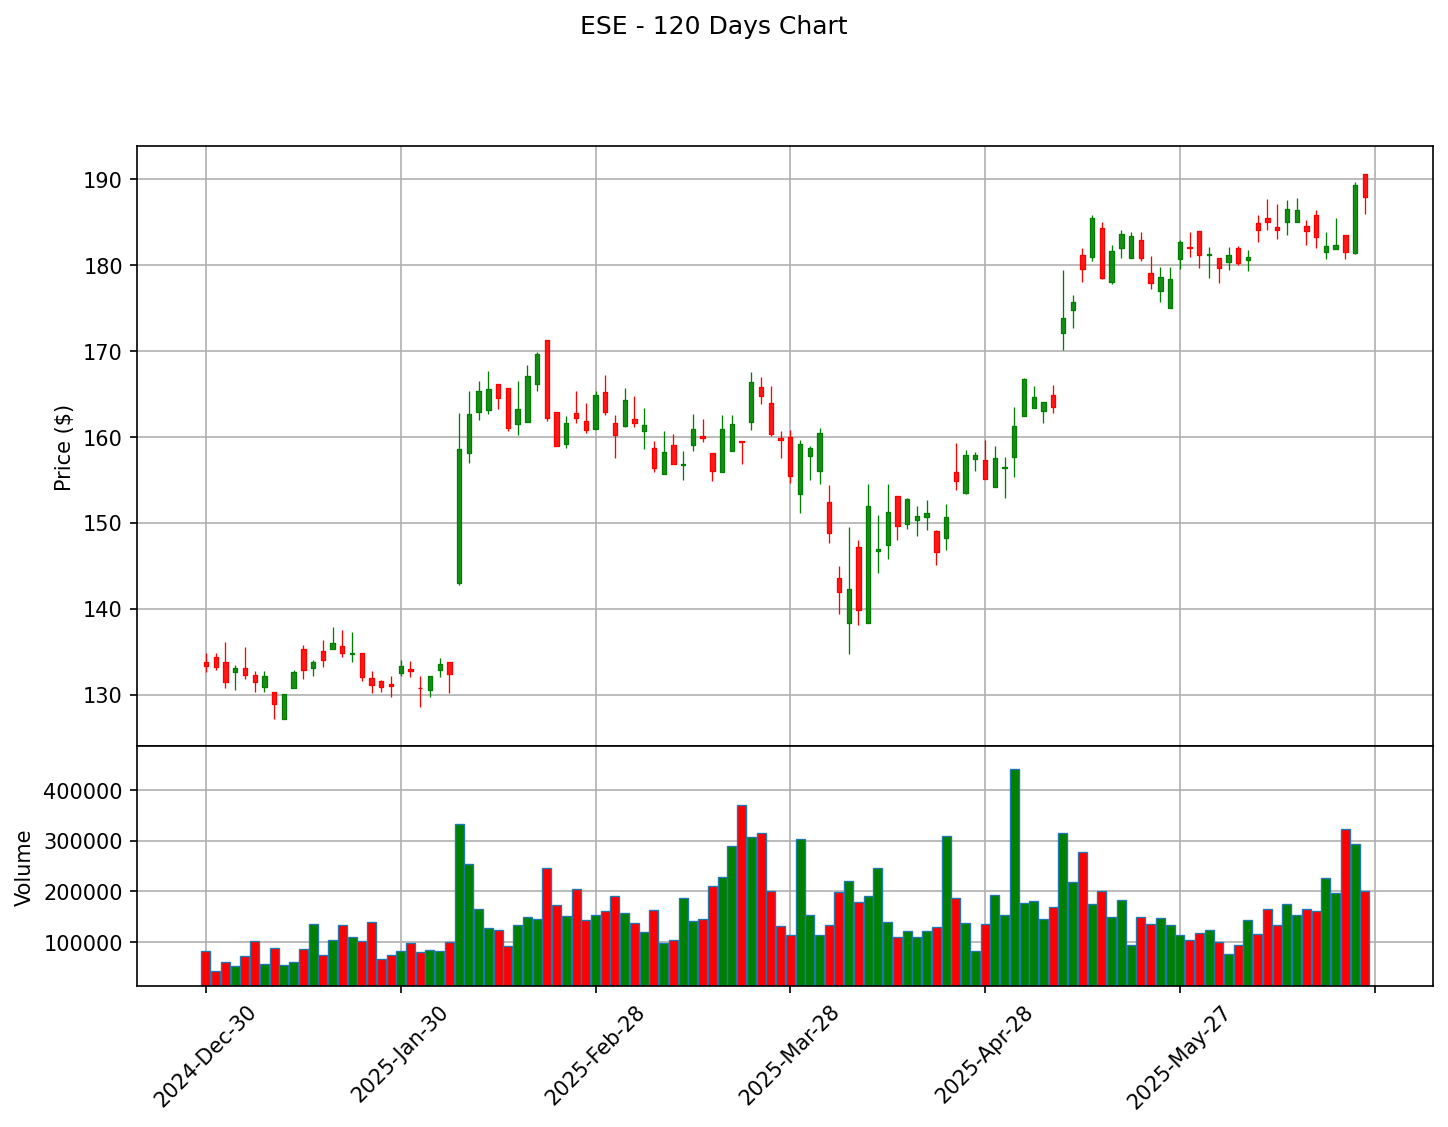 ESE - 120 Days Chart
Price ($)
190
180
170
160
150
140
130
Volume
400000
300000
200000
100000
2024-Dec-30
2025-Jan-30
2025-Feb-28
2025-Mar-28
2025-Apr-28
2025-May-27